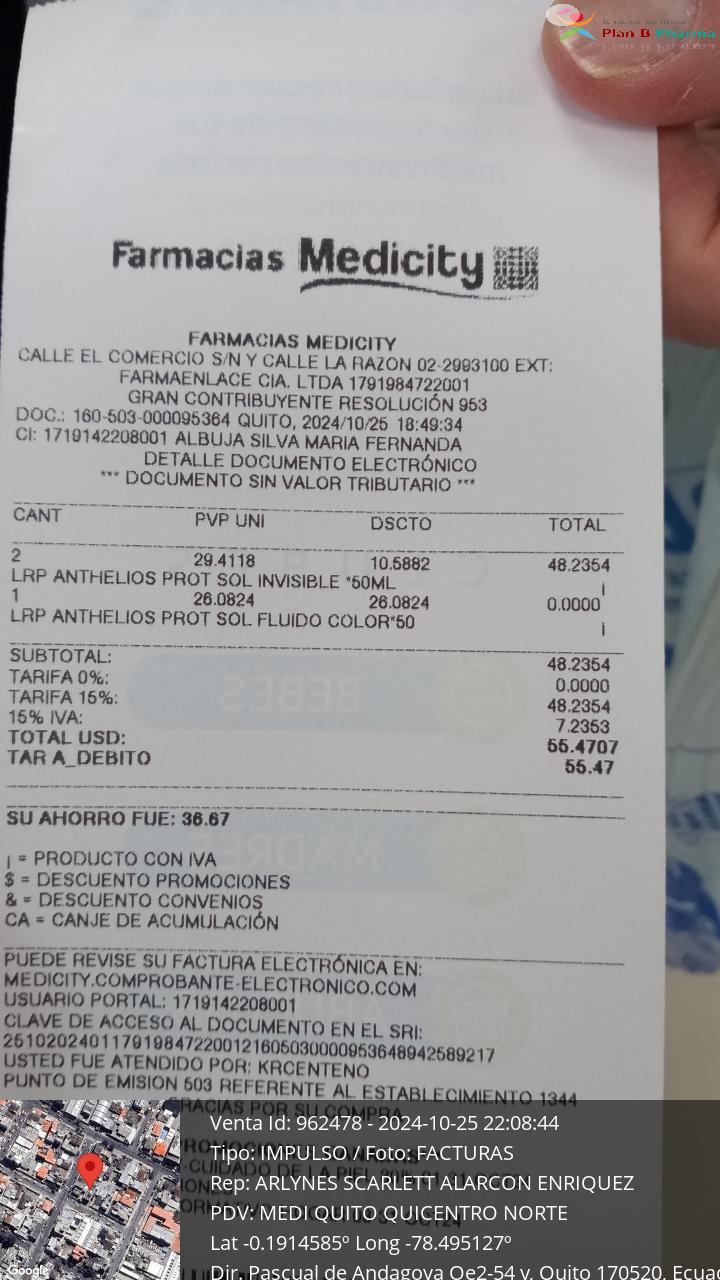 Su solución más efectiva!
Plan B Pharma
Farmacias Medicity
FARMACIAS MEDICITY
CALLE EL COMERCIO S/N Y CALLE LA RAZON 02-2993100 EXT:
FARMAENLACE CIA. LTDA 1791984722001
GRAN CONTRIBUYENTE RESOLUCIÓN 953
DOC.: 160-503-000095364 QUITO, 2024/10/25 18:49:34
CI: 1719142208001 ALBUJA SILVA MARIA FERNANDA
DETALLE DOCUMENTO ELECTRÓNICO
*** DOCUMENTO SIN VALOR TRIBUTARIO ***
CANT PVP UNI DSCTO TOTAL
2 29.4118 10.5882 48.2354
LRP ANTHELIOS PROT SOL INVISIBLE *50ML ¡
1 26.0824 26.0824 0.0000
LRP ANTHELIOS PROT SOL FLUIDO COLOR*50 ¡
SUBTOTAL: 48.2354
TARIFA 0%: 0.0000
TARIFA 15%: 48.2354
15% IVA: 7.2353
TOTAL USD: 55.4707
TAR A_DEBITO 55.47
SU AHORRO FUE: 36.67
¡ = PRODUCTO CON IVA
$ = DESCUENTO PROMOCIONES
& = DESCUENTO CONVENIOS
CA = CANJE DE ACUMULACIÓN
PUEDE REVISE SU FACTURA ELECTRÓNICA EN:
MEDICITY.COMPROBANTE-ELECTRONICO.COM
USUARIO PORTAL: 1719142208001
CLAVE DE ACCESO AL DOCUMENTO EN EL SRI:
2510202401179198472200121605030000953648942589217
USTED FUE ATENDIDO POR: KRCENTENO
PUNTO DE EMISION 503 REFERENTE AL ESTABLECIMIENTO 1344
GRACIAS POR SU COMPRA
Venta Id: 962478 - 2024-10-25 22:08:44
Tipo: IMPULSO / Foto: FACTURAS
Rep: ARLYNES SCARLETT ALARCON ENRIQUEZ
PDV: MEDI QUITO QUICENTRO NORTE
Lat -0.1914585º Long -78.495127º
Dir. Pascual de Andagoya Oe2-54 y, Quito 170520, Ecua
Google